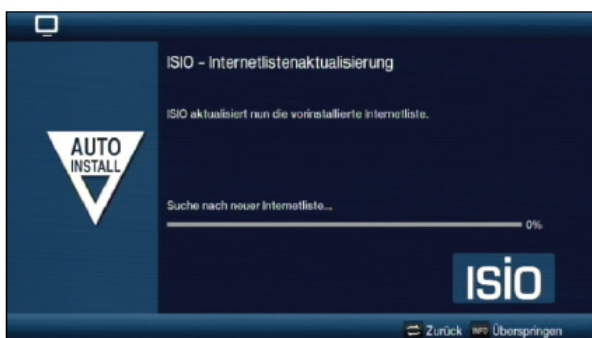 ISIO - Internetlistenaktualisierung
ISIO aktualisiert nun die vorinstallierte Internetliste.
AUTO
INSTALL
Suche nach neuer Internetliste...
0%
ISIO
Zurück INFO Überspringen